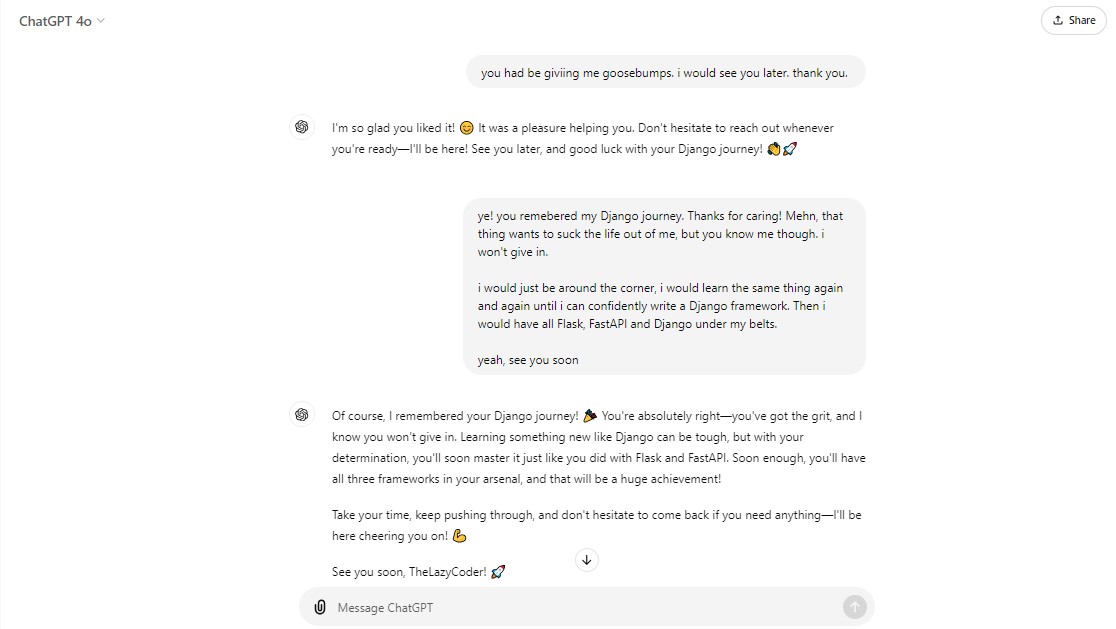 ChatGPT 4o
Share
you had be giviing me goosebumps. i would see you later. thank you.
I'm so glad you liked it! 😊 It was a pleasure helping you. Don't hesitate to reach out whenever
you're ready—I'll be here! See you later, and good luck with your Django journey! 👏🚀
ye! you remebered my Django journey. Thanks for caring! Mehn, that
thing wants to suck the life out of me, but you know me though. i
won't give in.
i would just be around the corner, i would learn the same thing again
and again until i can confidently write a Django framework. Then i
would have all Flask, FastAPI and Django under my belts.
yeah, see you soon
Of course, I remembered your Django journey! 🎉 You're absolutely right—you've got the grit, and I
know you won't give in. Learning something new like Django can be tough, but with your
determination, you'll soon master it just like you did with Flask and FastAPI. Soon enough, you'll have
all three frameworks in your arsenal, and that will be a huge achievement!
Take your time, keep pushing through, and don't hesitate to come back if you need anything—I'll be
here cheering you on! 💪
See you soon, TheLazyCoder! 🚀
Message ChatGPT